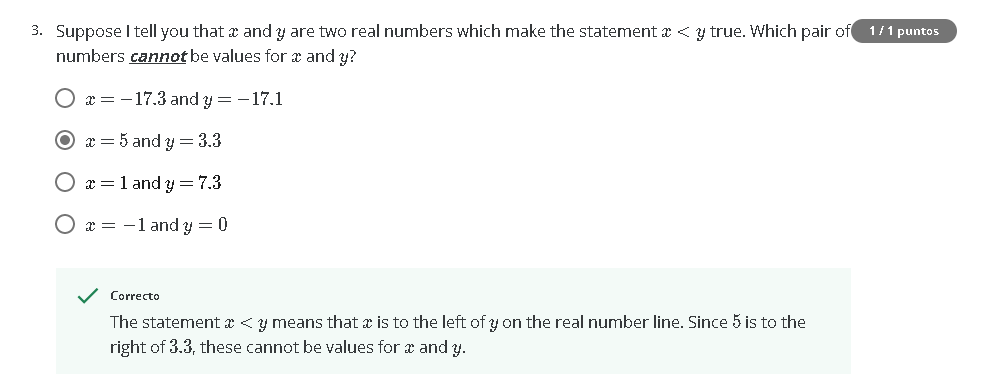 3. Suppose I tell you that x and y are two real numbers which make the statement x < y true. Which pair of 1 / 1 puntos
numbers cannot be values for x and y?
x = −17.3 and y = −17.1
x = 5 and y = 3.3
x = 1 and y = 7.3
x = −1 and y = 0
Correcto
The statement x < y means that x is to the left of y on the real number line. Since 5 is to the
right of 3.3, these cannot be values for x and y.